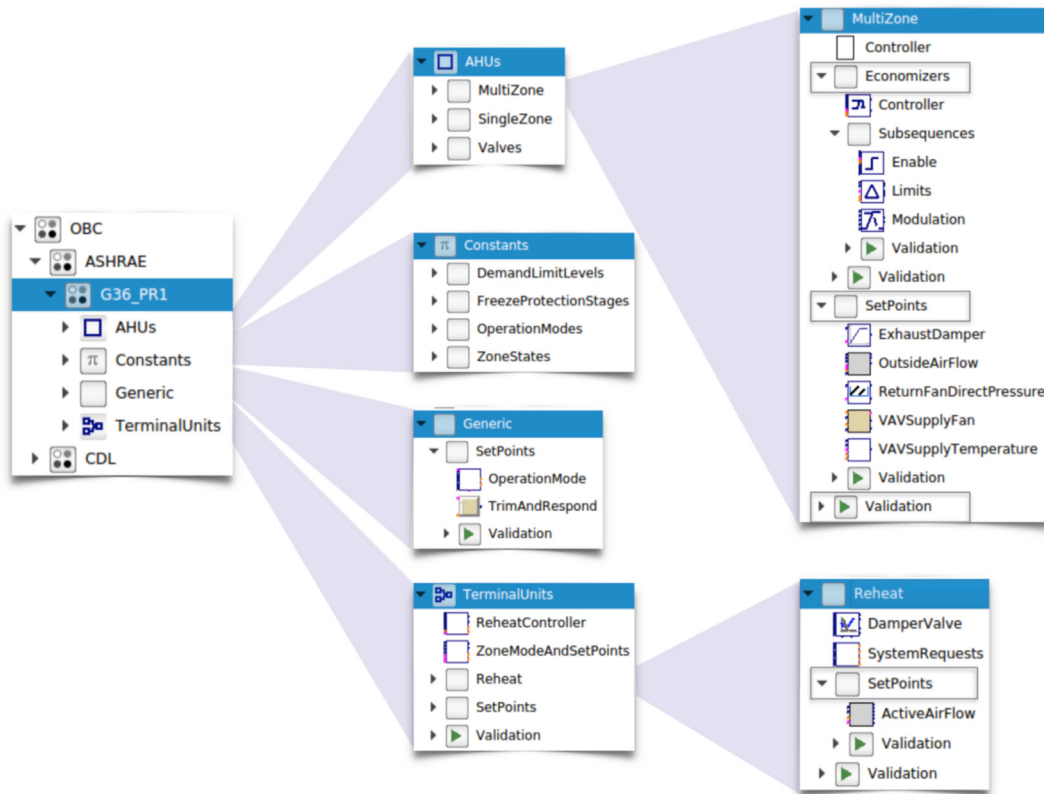 OBC
ASHRAE
G36_PR1
AHUs
Constants
Generic
TerminalUnits
CDL
AHUs
MultiZone
SingleZone
Valves
Constants
DemandLimitLevels
FreezeProtectionStages
OperationModes
ZoneStates
Generic
SetPoints
OperationMode
TrimAndRespond
Validation
TerminalUnits
ReheatController
ZoneModeAndSetPoints
Reheat
SetPoints
Validation
MultiZone
Controller
Economizers
Controller
Subsequences
Enable
Limits
Modulation
Validation
Validation
SetPoints
ExhaustDamper
OutsideAirFlow
ReturnFanDirectPressure
VAVSupplyFan
VAVSupplyTemperature
Validation
Validation
Reheat
DamperValve
SystemRequests
SetPoints
ActiveAirFlow
Validation
Validation